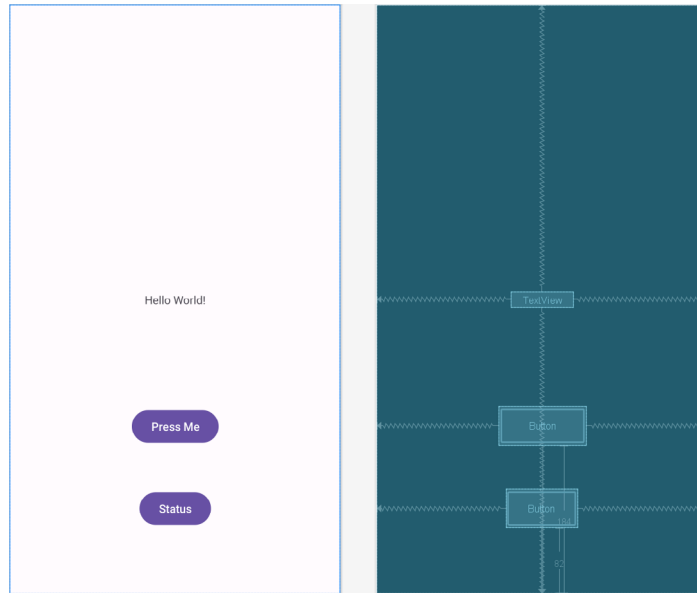 Hello World!
TextView
Press Me
Button
Status
Button
184
82